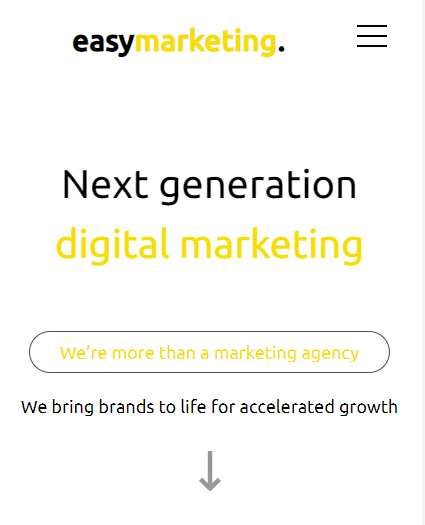 easymarketing.
Next generation
digital marketing
We’re more than a marketing agency
We bring brands to life for accelerated growth